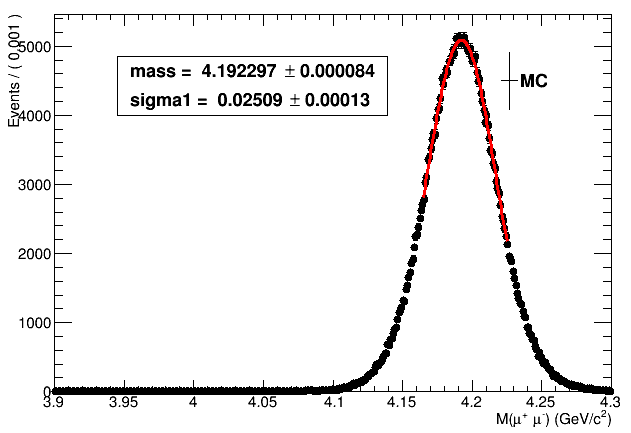 Events / ( 0.001 )
5000
4000
3000
2000
1000
0
mass = 4.192297 ± 0.000084
sigma1 = 0.02509 ± 0.00013
MC
3.9 3.95 4 4.05 4.1 4.15 4.2 4.25 4.3
M(μ⁺ μ⁻) (GeV/c²)